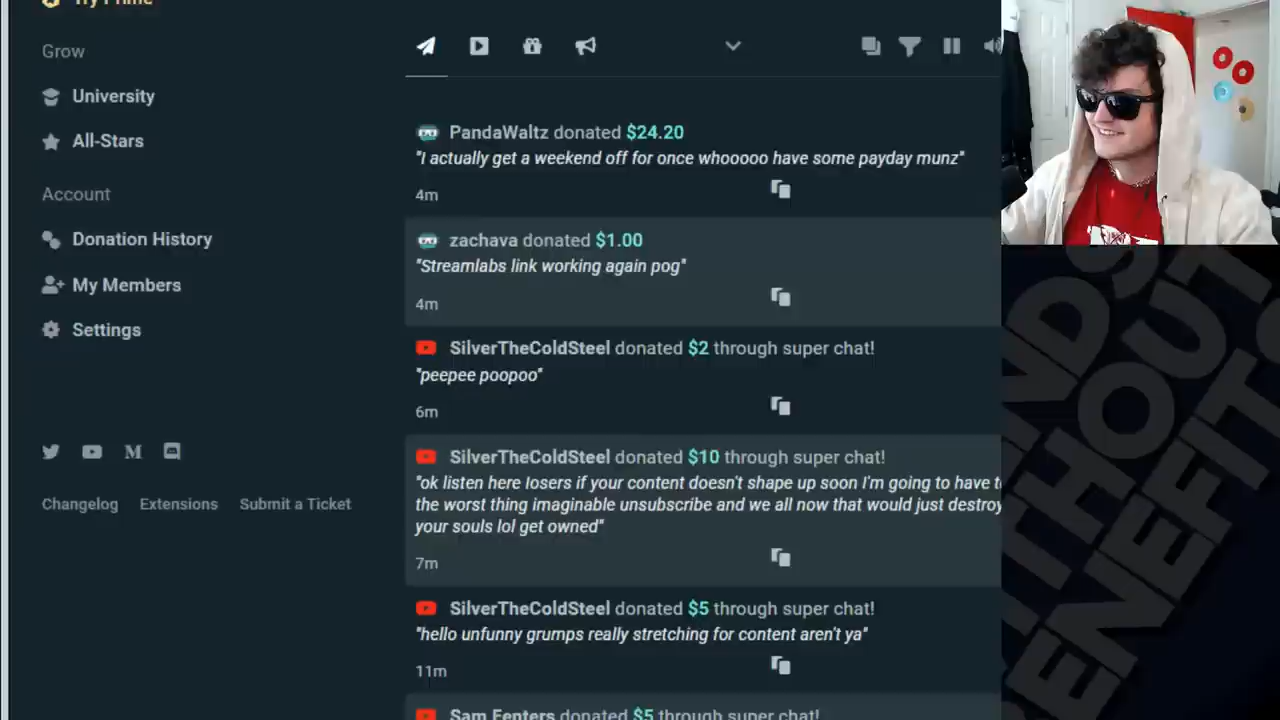 Try Prime
Grow
University
All-Stars
Account
Donation History
My Members
Settings
Changelog Extensions Submit a Ticket
PandaWaltz donated $24.20
"I actually get a weekend off for once whooooo have some payday munz"
4m
zachava donated $1.00
"Streamlabs link working again pog"
4m
SilverTheColdSteel donated $2 through super chat!
"peepee poopoo"
6m
SilverTheColdSteel donated $10 through super chat!
"ok listen here losers if your content doesn't shape up soon I'm going to have t
the worst thing imaginable unsubscribe and we all now that would just destroy
your souls lol get owned"
7m
SilverTheColdSteel donated $5 through super chat!
"hello unfunny grumps really stretching for content aren't ya"
11m
Sam Fenters donated $5 through super chat!
ENDS
WITHOUT
BENEFITS